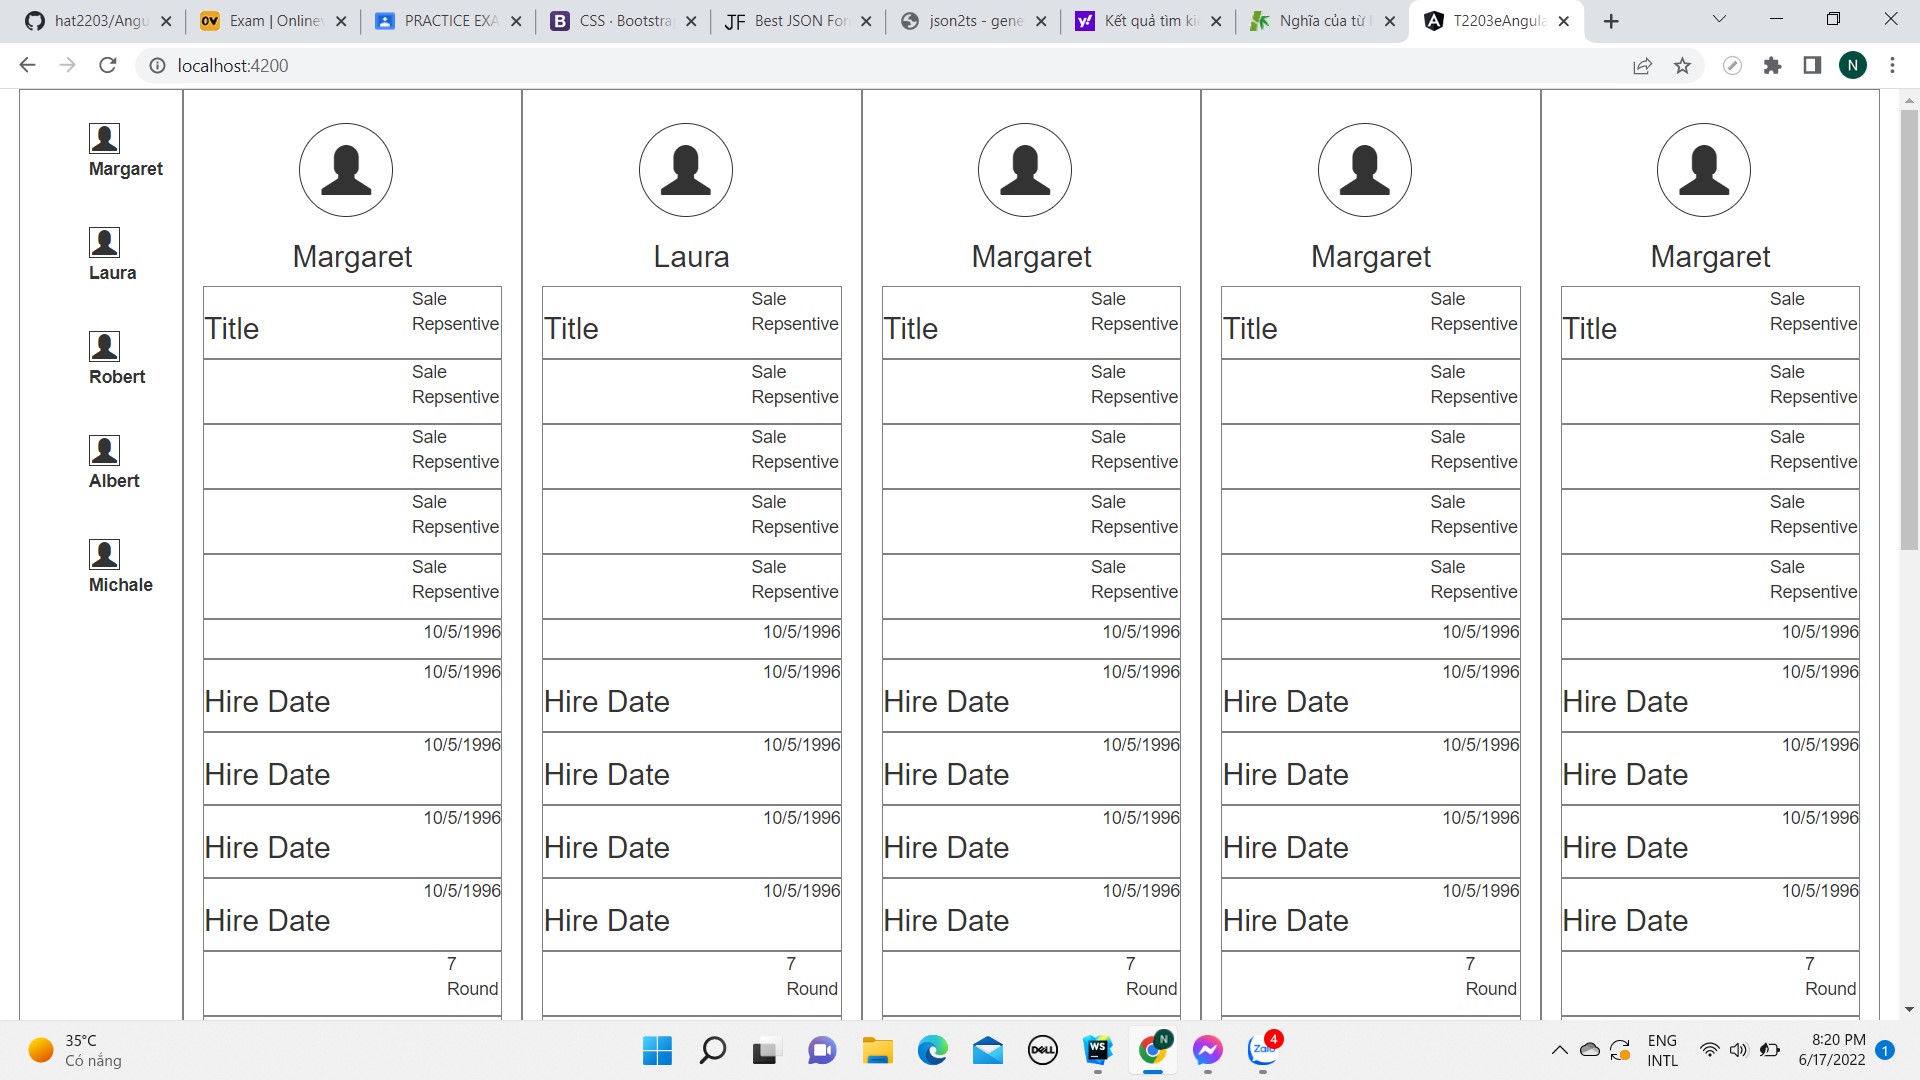 hat2203/Angu
Exam | Onlinev
PRACTICE EXA
CSS · Bootstrap
JF Best JSON For
json2ts - gene
Kết quả tìm ki
Nghĩa của từ
T2203eAngula
localhost:4200
N
Margaret
Laura
Robert
Albert
Michale
Margaret Laura Margaret Margaret Margaret
Title Sale Repsentive Title Sale Repsentive Title Sale Repsentive Title Sale Repsentive Title Sale Repsentive
Sale Repsentive Sale Repsentive Sale Repsentive Sale Repsentive Sale Repsentive
Sale Repsentive Sale Repsentive Sale Repsentive Sale Repsentive Sale Repsentive
Sale Repsentive Sale Repsentive Sale Repsentive Sale Repsentive Sale Repsentive
Sale Repsentive Sale Repsentive Sale Repsentive Sale Repsentive Sale Repsentive
10/5/1996 10/5/1996 10/5/1996 10/5/1996 10/5/1996
Hire Date 10/5/1996 Hire Date 10/5/1996 Hire Date 10/5/1996 Hire Date 10/5/1996 Hire Date 10/5/1996
Hire Date 10/5/1996 Hire Date 10/5/1996 Hire Date 10/5/1996 Hire Date 10/5/1996 Hire Date 10/5/1996
Hire Date 10/5/1996 Hire Date 10/5/1996 Hire Date 10/5/1996 Hire Date 10/5/1996 Hire Date 10/5/1996
Hire Date 10/5/1996 Hire Date 10/5/1996 Hire Date 10/5/1996 Hire Date 10/5/1996 Hire Date 10/5/1996
7 Round 7 Round 7 Round 7 Round 7 Round
35°C
Có nắng
DELL
WS
N
Zalo
4
ENG
INTL
8:20 PM
6/17/2022
1